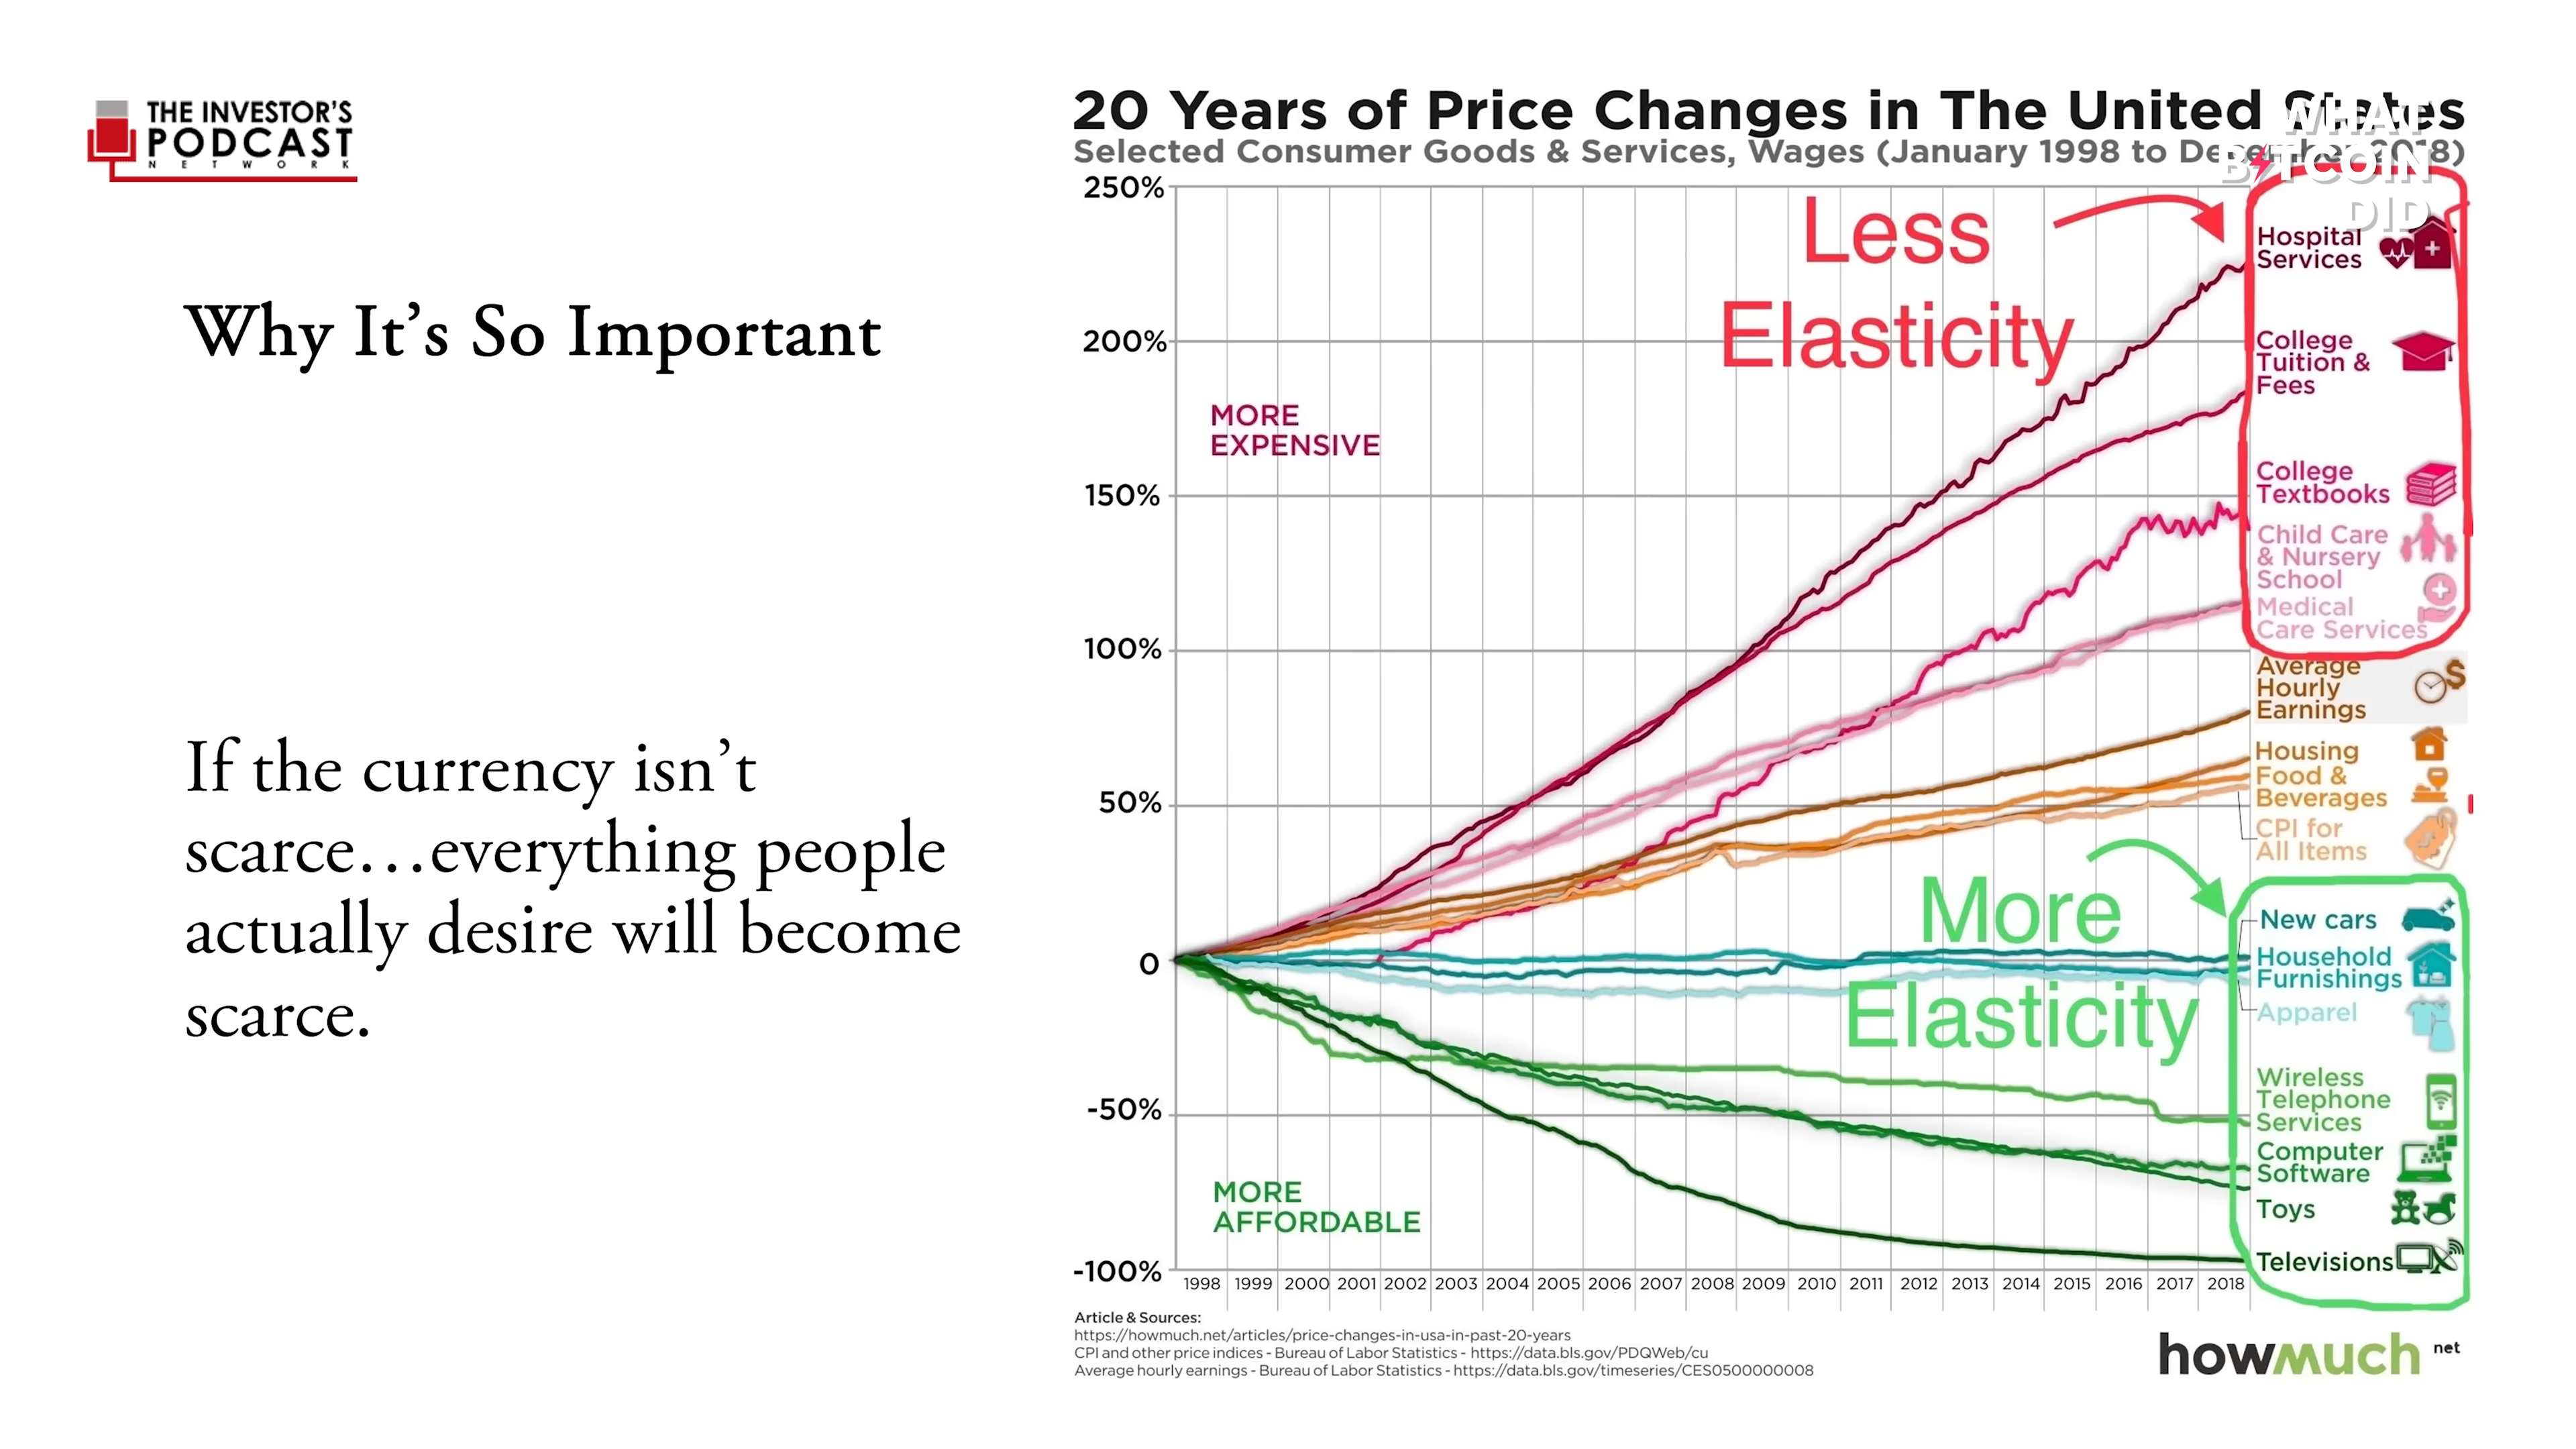 THE INVESTOR'S
PODCAST
NETWORK
Why It's So Important
If the currency isn't
scarce...everything people
actually desire will become
scarce.
20 Years of Price Changes in The United States
Selected Consumer Goods & Services, Wages (January 1998 to December 2018)
WHAT
BITCOIN
DID
250%
200%
150%
100%
50%
0
-50%
-100%
Less
Elasticity
MORE
EXPENSIVE
More
Elasticity
MORE
AFFORDABLE
Hospital
Services
College
Tuition &
Fees
College
Textbooks
Child Care
& Nursery
School
Medical
Care Services
Average
Hourly
Earnings
$
Housing
Food &
Beverages
CPI for
All Items
New cars
Household
Furnishings
Apparel
Wireless
Telephone
Services
Computer
Software
Toys
Televisions
1998 1999 2000 2001 2002 2003 2004 2005 2006 2007 2008 2009 2010 2011 2012 2013 2014 2015 2016 2017 2018
Article & Sources:
https://howmuch.net/articles/price-changes-in-usa-in-past-20-years
CPI and other price indices - Bureau of Labor Statistics - https://data.bls.gov/PDQWeb/cu
Average hourly earnings - Bureau of Labor Statistics - https://data.bls.gov/timeseries/CES0500000008
howmuch net